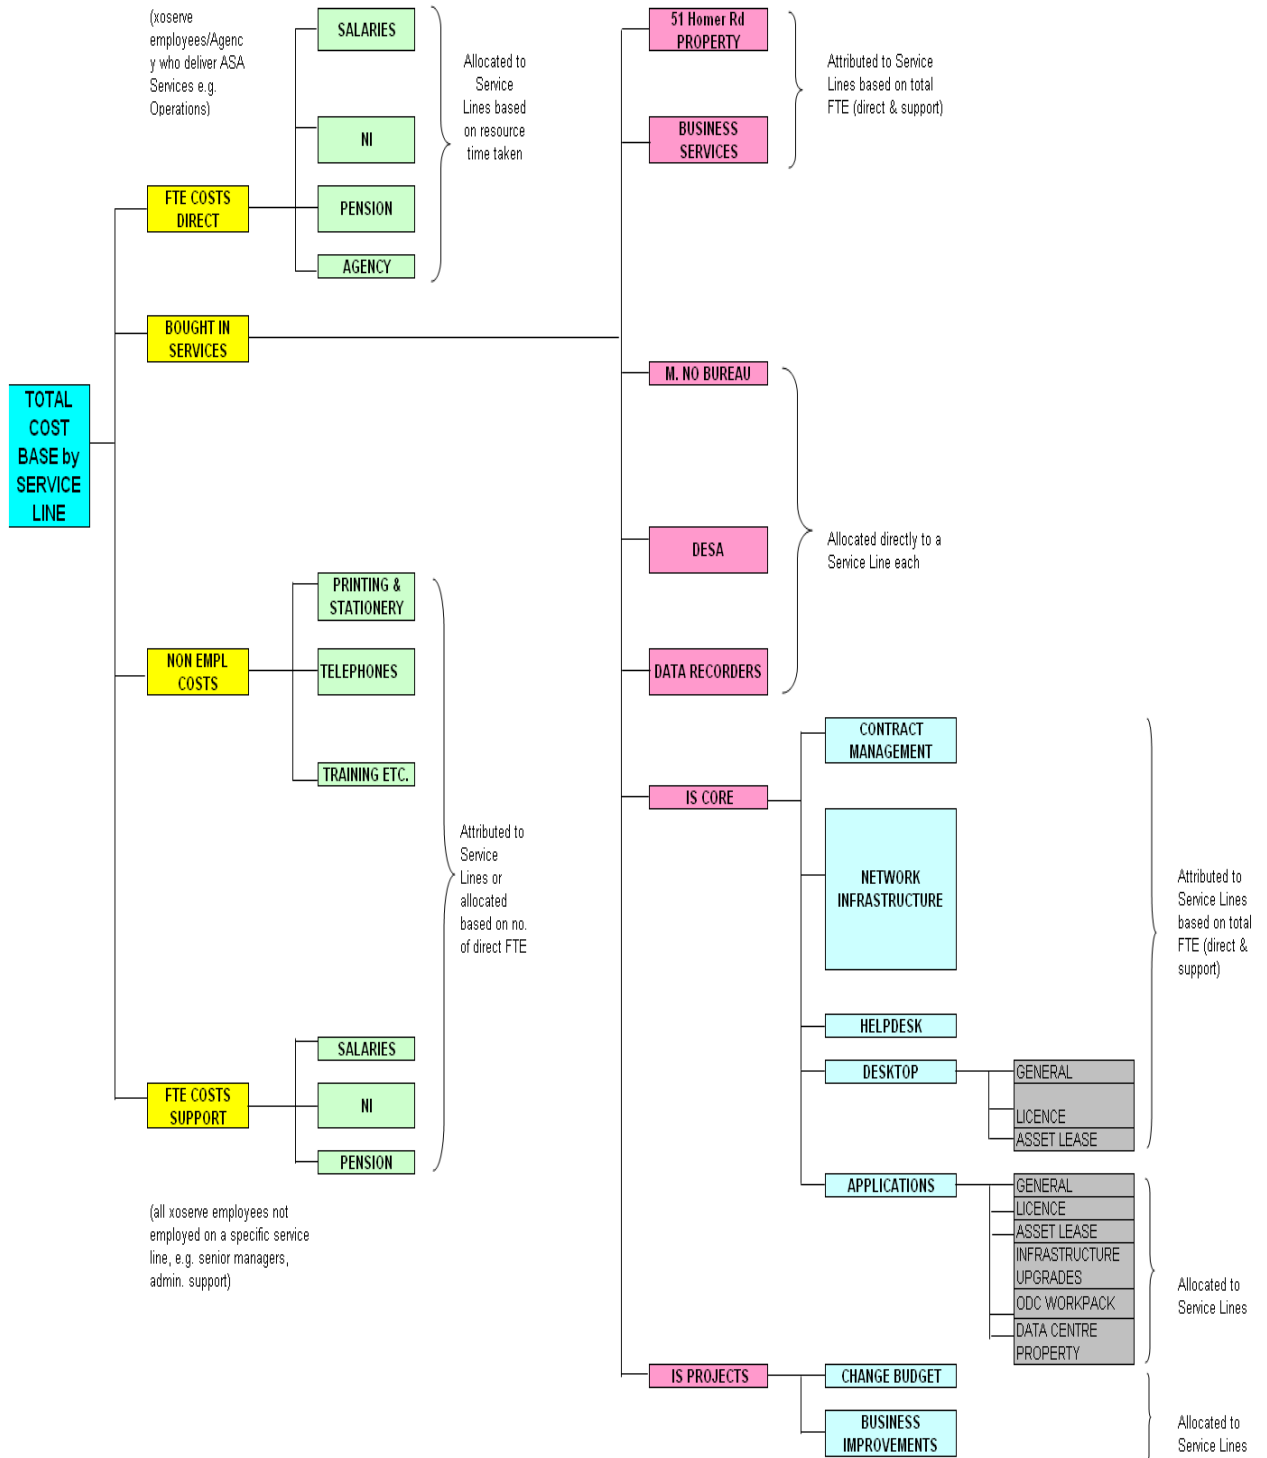 (xoserve
employees/Agenc
y who deliver ASA
Services e.g.
Operations)
SALARIES
NI
PENSION
AGENCY
Allocated to
Service
Lines based
on resource
time taken
FTE COSTS
DIRECT
BOUGHT IN
SERVICES
TOTAL
COST
BASE by
SERVICE
LINE
NON EMPL
COSTS
PRINTING &
STATIONERY
TELEPHONES
TRAINING ETC.
Attributed to
Service
Lines or
allocated
based on no.
of direct FTE
SALARIES
NI
PENSION
FTE COSTS
SUPPORT
(all xoserve employees not
employed on a specific service
line, e.g. senior managers,
admin. support)
51 Homer Rd
PROPERTY
BUSINESS
SERVICES
Attributed to Service
Lines based on total
FTE (direct & support)
M. NO BUREAU
DESA
DATA RECORDERS
Allocated directly to a
Service Line each
IS CORE
CONTRACT
MANAGEMENT
NETWORK
INFRASTRUCTURE
HELPDESK
DESKTOP
GENERAL
LICENCE
ASSET LEASE
Attributed to
Service Lines
based on total
FTE (direct &
support)
APPLICATIONS
GENERAL
LICENCE
ASSET LEASE
INFRASTRUCTURE
UPGRADES
ODC WORKPACK
DATA CENTRE
PROPERTY
Allocated to
Service Lines
IS PROJECTS
CHANGE BUDGET
BUSINESS
IMPROVEMENTS
Allocated to
Service Lines